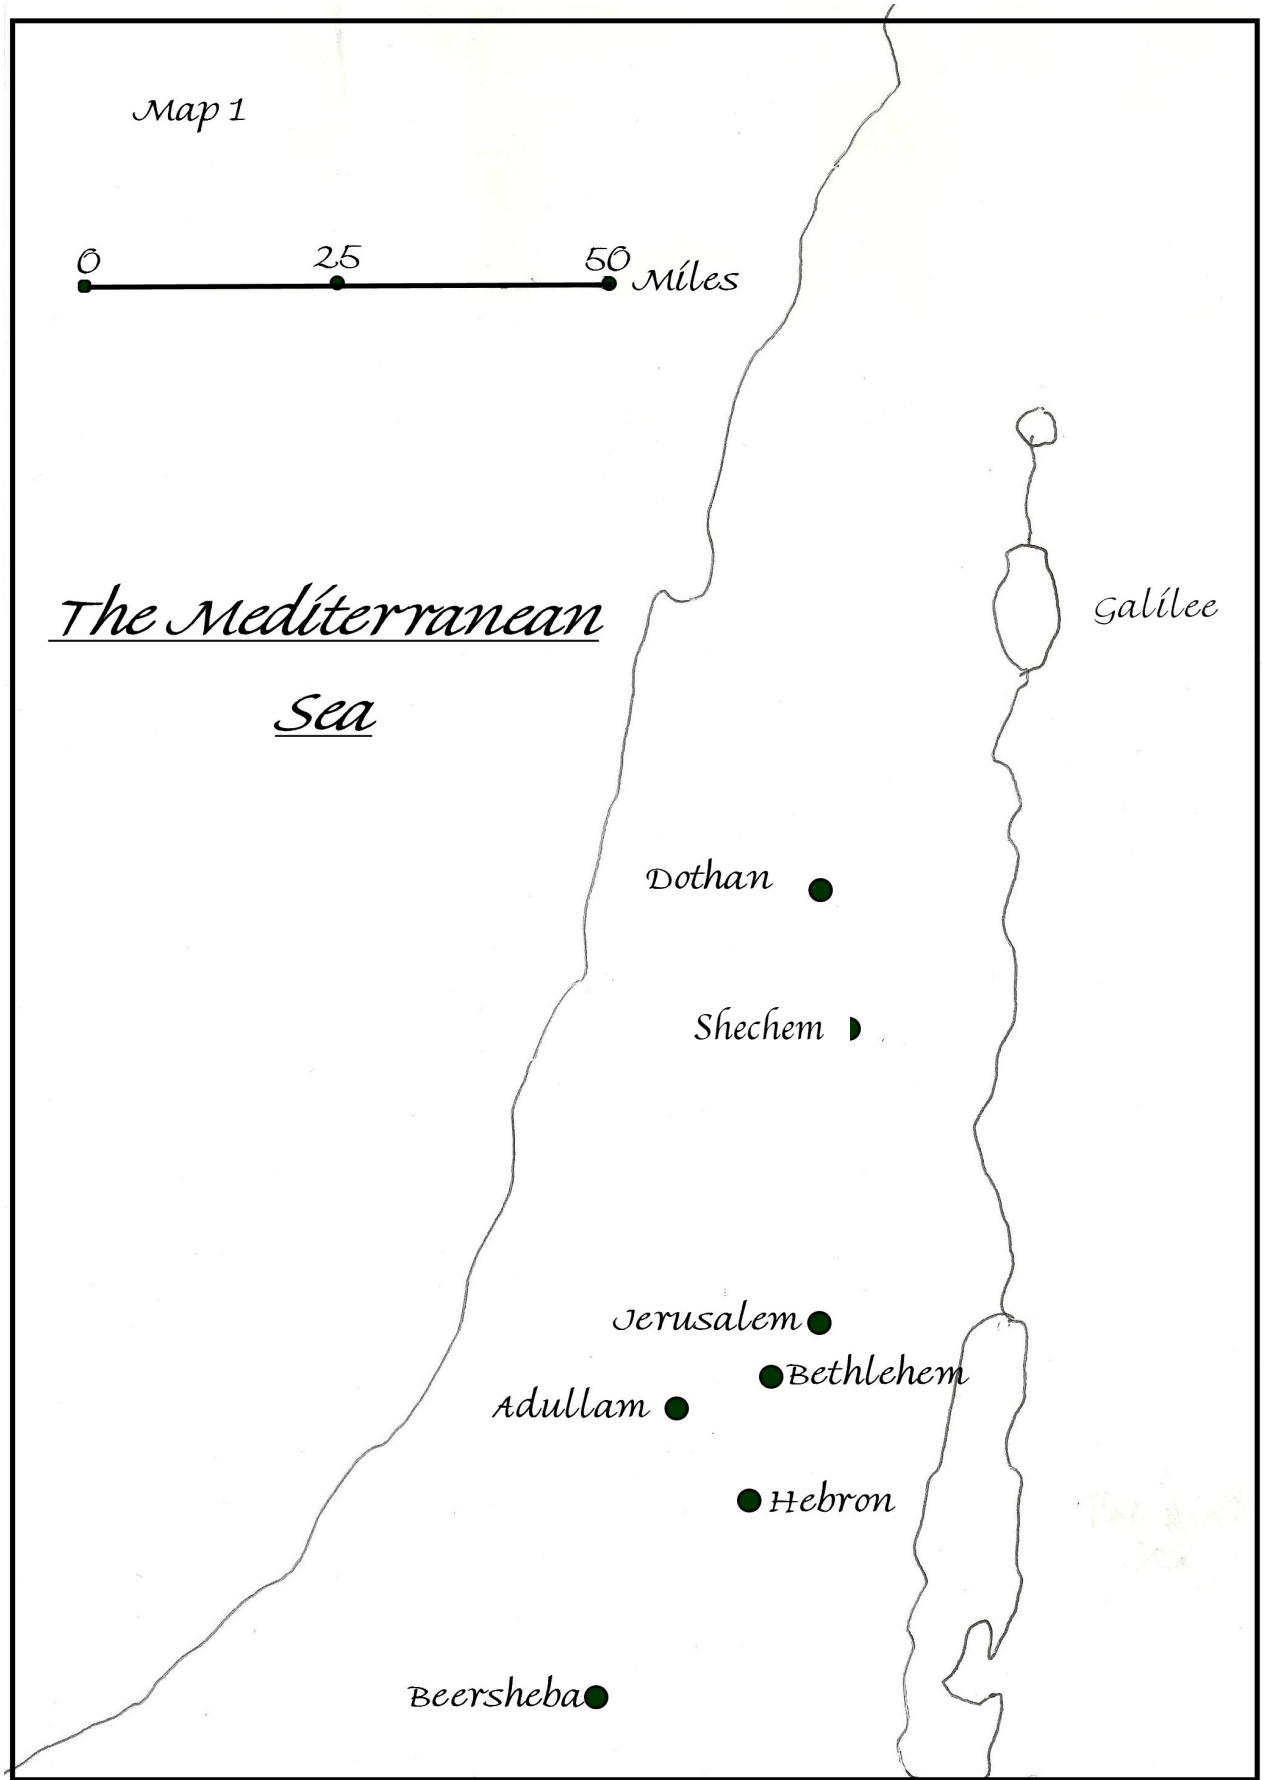 Map 1
0 25 50 Miles
The Mediterranean
Sea
Galilee
Dothan
Shechem
Jerusalem
Bethlehem
Adullam
Hebron
Beersheba